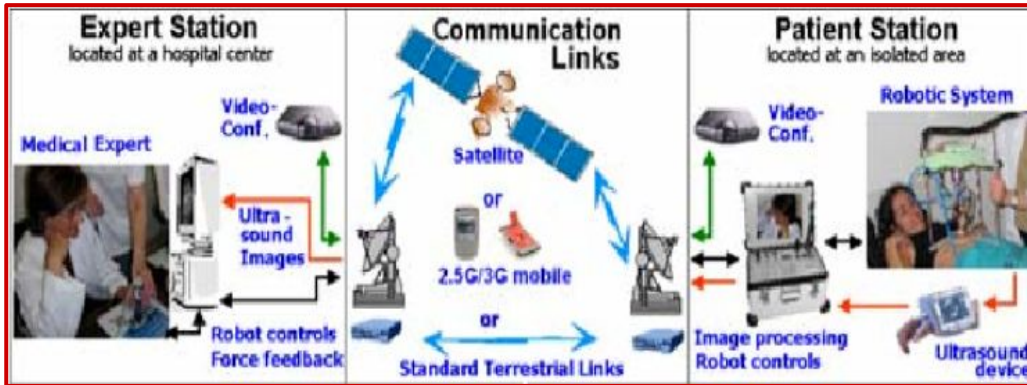 Expert Station
located at a hospital center
Video-
Conf.
Medical Expert
Ultra -
sound
Images
Robot controls
Force feedback
Communication
Links
Satellite
or
2.5G/3G mobile
or
Standard Terrestrial Links
Patient Station
located at an isolated area
Video-
Conf.
Robotic System
Image processing
Robot controls
Ultrasound
device